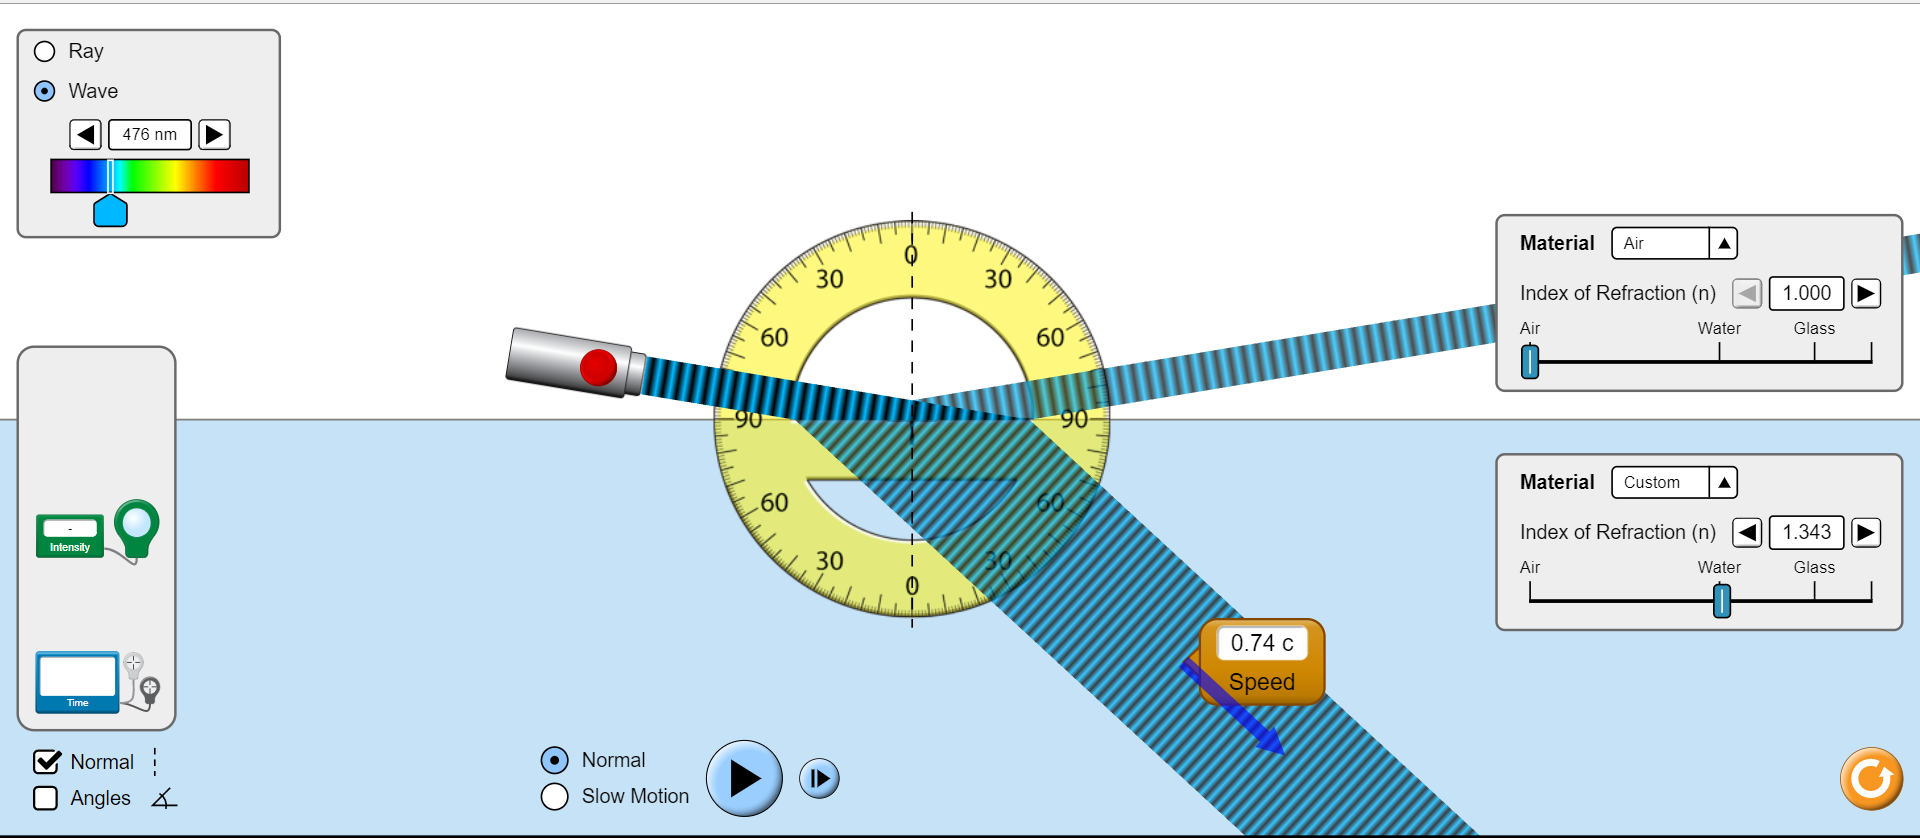 Ray
Wave
476 nm
0
30 30
60 60
90 90
60 60
30 30
0
Material Air
Index of Refraction (n) 1.000
Air Water Glass
Material Custom
Index of Refraction (n) 1.343
Air Water Glass
-
Intensity
Time
0.74 c
Speed
Normal
Angles
Normal
Slow Motion